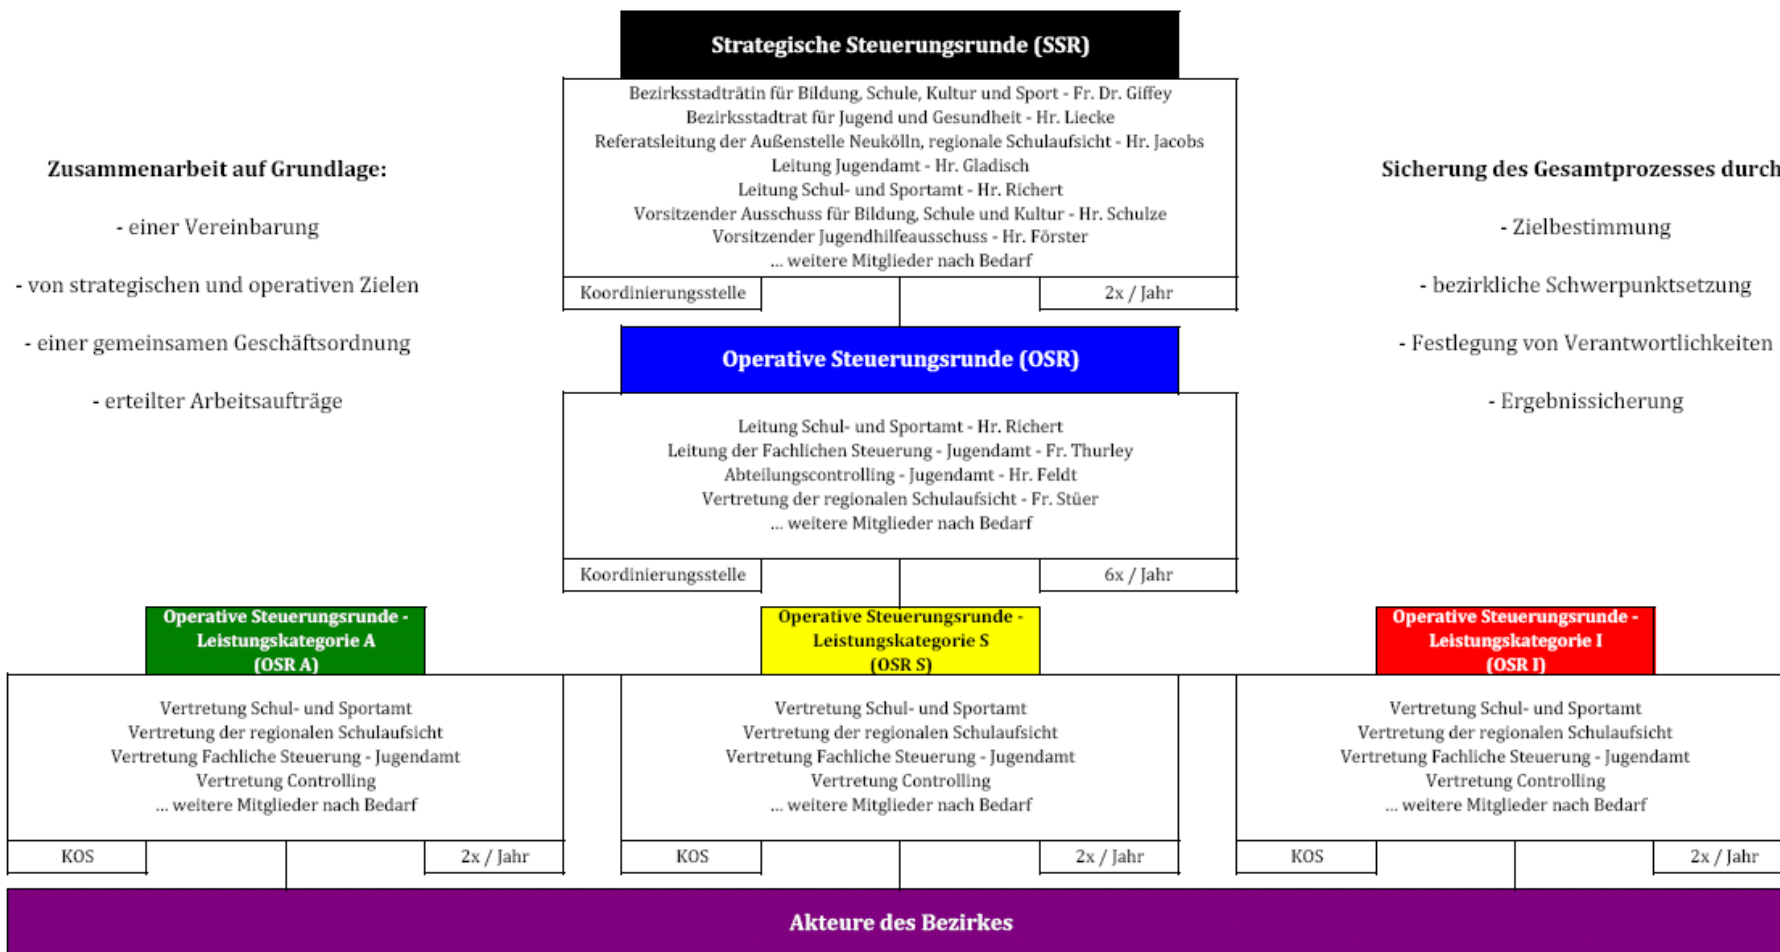 Strategische Steuerungsrunde (SSR)
Bezirksstadträtin für Bildung, Schule, Kultur und Sport - Fr. Dr. Giffey
Bezirksstadtrat für Jugend und Gesundheit - Hr. Liecke
Referatsleitung der Außenstelle Neukölln, regionale Schulaufsicht - Hr. Jacobs
Leitung Jugendamt - Hr. Gladisch
Leitung Schul- und Sportamt - Hr. Richert
Vorsitzender Ausschuss für Bildung, Schule und Kultur - Hr. Schulze
Vorsitzender Jugendhilfeausschuss - Hr. Förster
... weitere Mitglieder nach Bedarf
Koordinierungsstelle
2x / Jahr
Zusammenarbeit auf Grundlage:
- einer Vereinbarung
- von strategischen und operativen Zielen
- einer gemeinsamen Geschäftsordnung
- erteilter Arbeitsaufträge
Sicherung des Gesamtprozesses durch
- Zielbestimmung
- bezirkliche Schwerpunktsetzung
- Festlegung von Verantwortlichkeiten
- Ergebnissicherung
Operative Steuerungsrunde (OSR)
Leitung Schul- und Sportamt - Hr. Richert
Leitung der Fachlichen Steuerung - Jugendamt - Fr. Thurley
Abteilungscontrolling - Jugendamt - Hr. Feldt
Vertretung der regionalen Schulaufsicht - Fr. Stüer
... weitere Mitglieder nach Bedarf
Koordinierungsstelle
6x / Jahr
Operative Steuerungsrunde -
Leistungskategorie A
(OSR A)
Vertretung Schul- und Sportamt
Vertretung der regionalen Schulaufsicht
Vertretung Fachliche Steuerung - Jugendamt
Vertretung Controlling
... weitere Mitglieder nach Bedarf
KOS
2x / Jahr
Operative Steuerungsrunde -
Leistungskategorie S
(OSR S)
Vertretung Schul- und Sportamt
Vertretung der regionalen Schulaufsicht
Vertretung Fachliche Steuerung - Jugendamt
Vertretung Controlling
... weitere Mitglieder nach Bedarf
KOS
2x / Jahr
Operative Steuerungsrunde -
Leistungskategorie I
(OSR I)
Vertretung Schul- und Sportamt
Vertretung der regionalen Schulaufsicht
Vertretung Fachliche Steuerung - Jugendamt
Vertretung Controlling
... weitere Mitglieder nach Bedarf
KOS
2x / Jahr
Akteure des Bezirkes